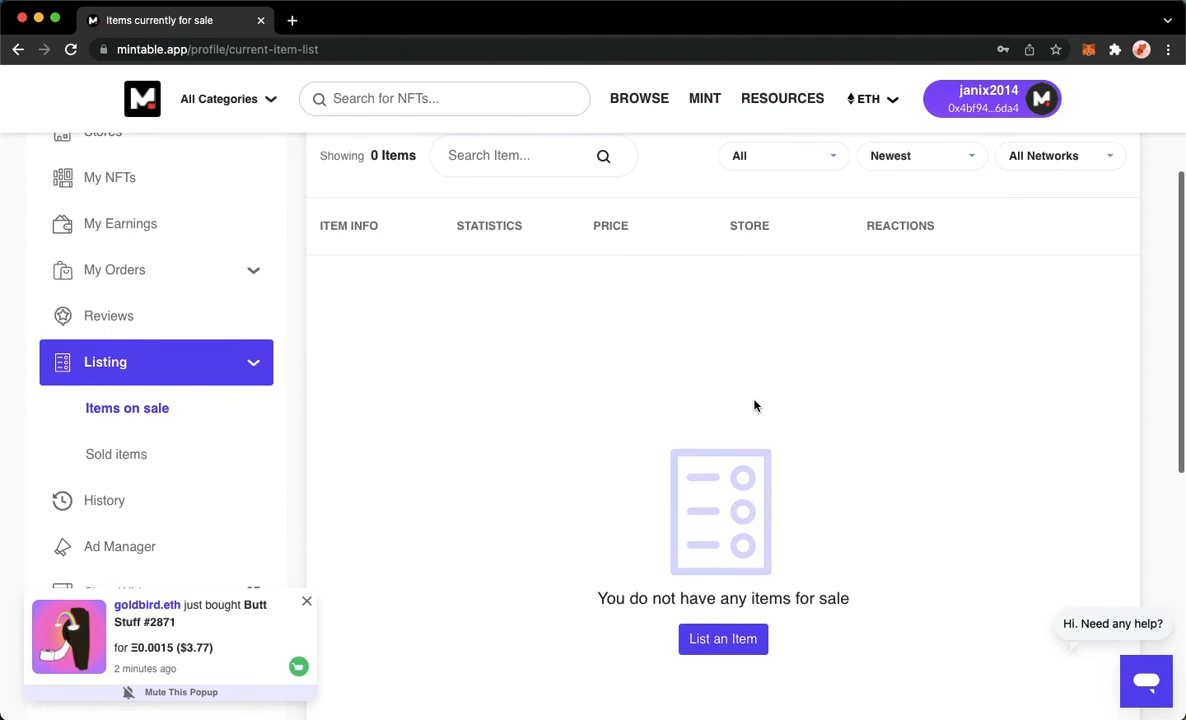 Items currently for sale
mintable.app/profile/current-item-list
All Categories
Search for NFTs...
BROWSE
MINT
RESOURCES
ETH
janix2014
0x4bf94...6da4
Stores
My NFTs
My Earnings
My Orders
Reviews
Listing
Items on sale
Sold items
History
Ad Manager
Showing 0 Items
Search Item...
All
Newest
All Networks
ITEM INFO
STATISTICS
PRICE
STORE
REACTIONS
You do not have any items for sale
List an Item
goldbird.eth just bought Butt
Stuff #2871
for Ξ0.0015 ($3.77)
2 minutes ago
Mute This Popup
Hi. Need any help?